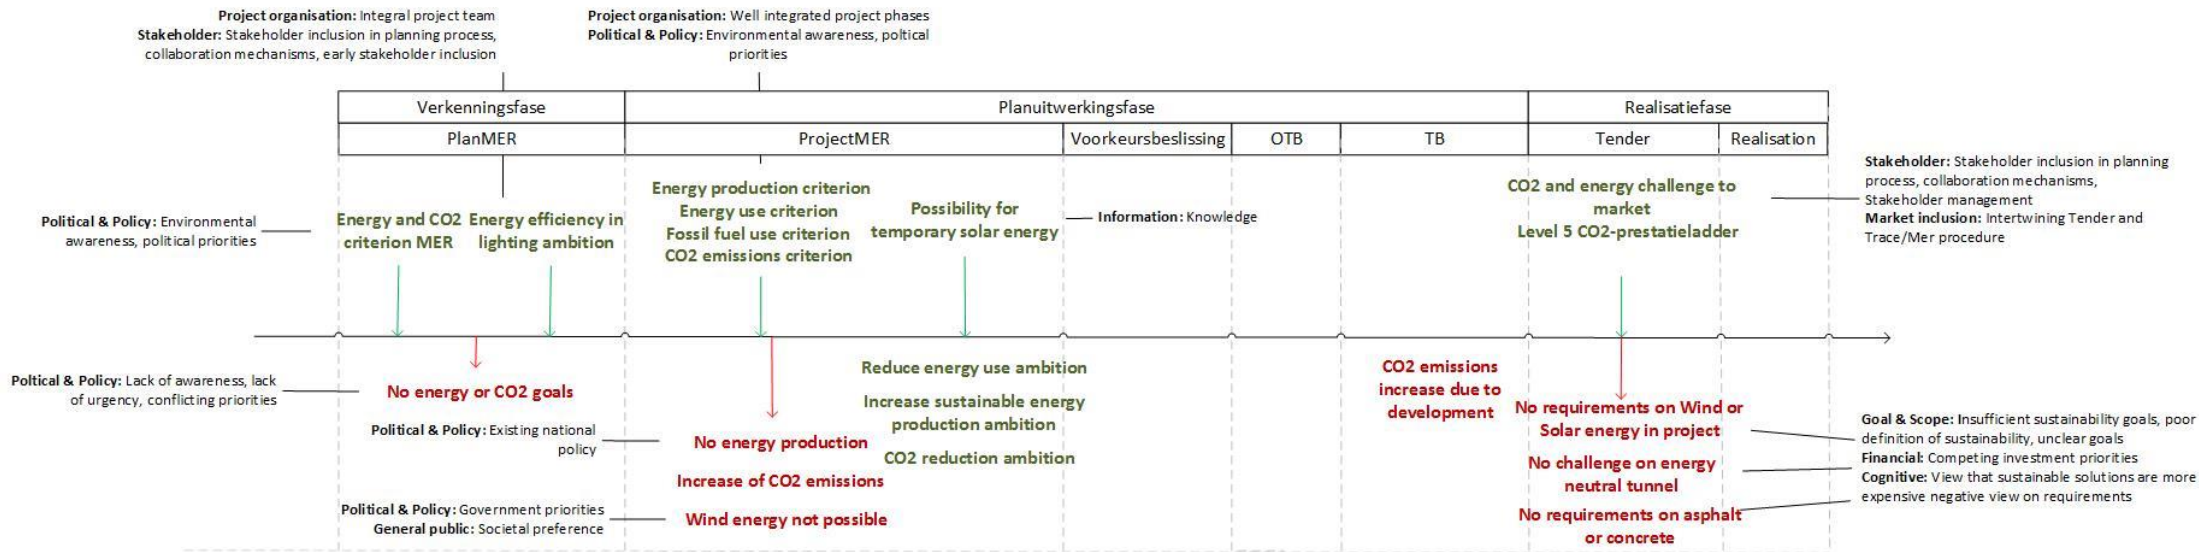 Project organisation: Integral project team
Stakeholder: Stakeholder inclusion in planning process,
collaboration mechanisms, early stakeholder inclusion
Project organisation: Well integrated project phases
Political & Policy: Environmental awareness, poltical
priorities
Verkenningsfase
Planuitwerkingsfase
Realisatiefase
PlanMER
ProjectMER
Voorkeursbeslissing
OTB
TB
Tender
Realisation
Political & Policy: Environmental
awareness, political priorities
Energy and CO2
criterion MER
Energy efficiency in
lighting ambition
Energy production criterion
Energy use criterion
Fossil fuel use criterion
CO2 emissions criterion
Possibility for
temporary solar energy
Information: Knowledge
CO2 and energy challenge to
market
Level 5 CO2-prestatieladder
Stakeholder: Stakeholder inclusion in planning
process, collaboration mechanisms,
Stakeholder management
Market inclusion: Intertwining Tender and
Trace/Mer procedure
Poltical & Policy: Lack of awareness, lack
of urgency, conflicting priorities
No energy or CO2 goals
Political & Policy: Existing national
policy
No energy production
Increase of CO2 emissions
Political & Policy: Government priorities
General public: Societal preference
Wind energy not possible
Reduce energy use ambition
Increase sustainable energy
production ambition
CO2 reduction ambition
CO2 emissions
increase due to
development
No requirements on Wind or
Solar energy in project
No challenge on energy
neutral tunnel
No requirements on asphalt
or concrete
Goal & Scope: Insufficient sustainability goals, poor
definition of sustainability, unclear goals
Financial: Competing investment priorities
Cognitive: View that sustainable solutions are more
expensive negative view on requirements